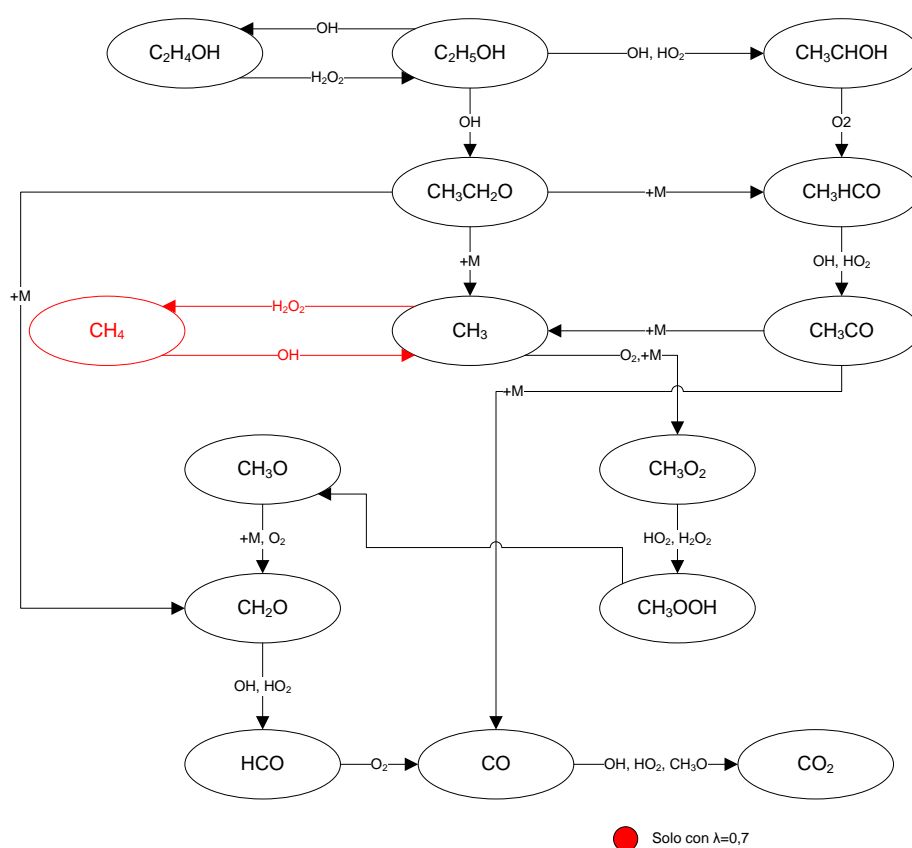 OH
C₂H₄OH
C₂H₅OH
OH, HO₂
CH₃CHOH
H₂O₂
OH
O2
CH₃CH₂O
+M
CH₃HCO
+M
OH, HO₂
+M
H₂O₂
CH₄
CH₃
+M
CH₃CO
OH
O₂,+M
+M
CH₃O
CH₃O₂
+M, O₂
HO₂, H₂O₂
CH₂O
CH₃OOH
OH, HO₂
HCO
O₂
CO
OH, HO₂, CH₃O
CO₂
Solo con λ=0,7